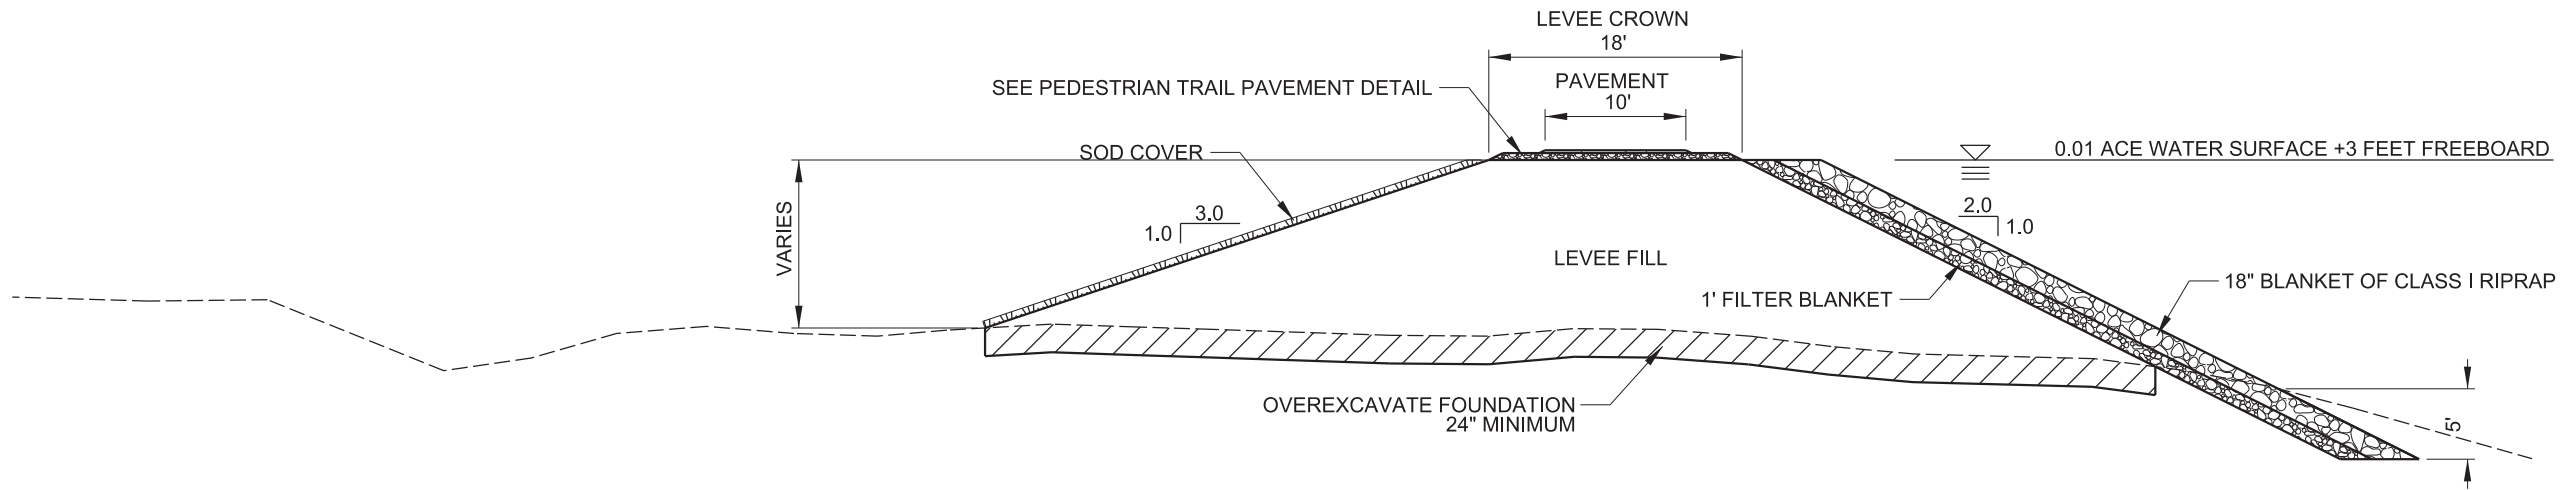 LEVEE CROWN
18'
SEE PEDESTRIAN TRAIL PAVEMENT DETAIL
PAVEMENT
10'
SOD COVER
0.01 ACE WATER SURFACE +3 FEET FREEBOARD
VARIES
3.0
1.0
2.0
1.0
LEVEE FILL
1' FILTER BLANKET
18" BLANKET OF CLASS I RIPRAP
OVEREXCAVATE FOUNDATION
24" MINIMUM
5'